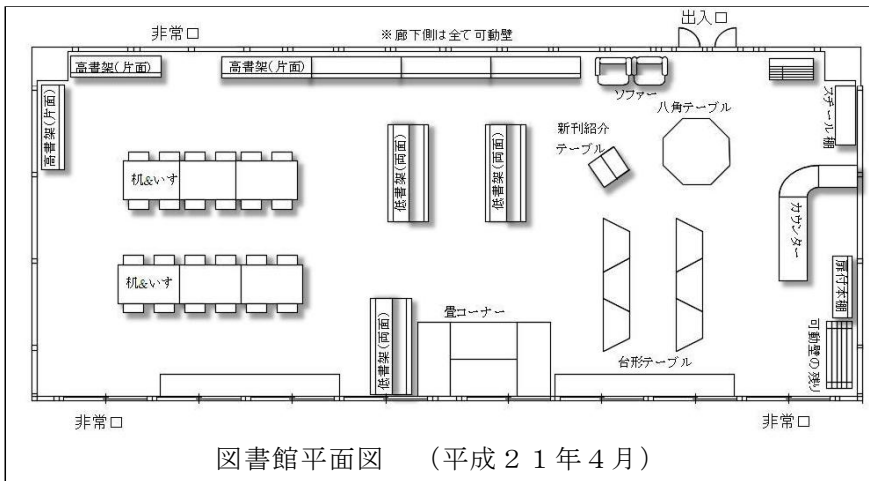 出入口
非常口
※廊下側は全て可動壁
高書架(片面)
高書架(片面)
高書架(片面)
ソファー
八角テーブル
スチール棚
新刊紹介
テーブル
机&いす
低書架(両面)
低書架(両面)
カウンター
机&いす
扉付本棚
畳コーナー
低書架(両面)
可動壁の残り
台形テーブル
非常口
非常口
図書館平面図 (平成21年4月)